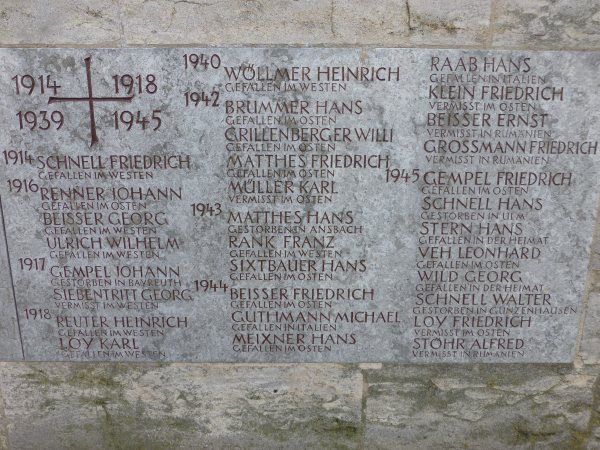 1914 1918
1939 1945
1914 SCHNELL FRIEDRICH
GEFALLEN IM WESTEN
1916 RENNER JOHANN
GEFALLEN IM OSTEN
BEISSER GEORG
GEFALLEN IM WESTEN
ULRICH WILHELM
GEFALLEN IM WESTEN
1917 GEMPEL JOHANN
GESTORBEN IN BAYREUTH
SIEBENTRITT GEORG
VERMISST IM WESTEN
1918 REUTER HEINRICH
GEFALLEN IM WESTEN
LOY KARL
GEFALLEN IM WESTEN
1940 WÖLLMER HEINRICH
GEFALLEN IM WESTEN
1942 BRUMMER HANS
GEFALLEN IM OSTEN
GRILLENBERGER WILLI
GEFALLEN IM OSTEN
MATTHES FRIEDRICH
GEFALLEN IM OSTEN
MÜLLER KARL
VERMISST IM OSTEN
1943 MATTHES HANS
GESTORBEN IN ANSBACH
RANK FRANZ
GEFALLEN IM WESTEN
SIXTBAUER HANS
GEFALLEN IM OSTEN
1944 BEISSER FRIEDRICH
GEFALLEN IM OSTEN
GUTHMANN MICHAEL
GEFALLEN IN ITALIEN
MEIXNER HANS
GEFALLEN IM OSTEN
RAAB HANS
GEFALLEN IN ITALIEN
KLEIN FRIEDRICH
VERMISST IM OSTEN
BEISSER ERNST
VERMISST IN RUMÄNIEN
GROSSMANN FRIEDRICH
VERMISST IN RUMÄNIEN
1945 GEMPEL FRIEDRICH
GEFALLEN IM OSTEN
SCHNELL HANS
GESTORBEN IN ULM
STERN HANS
GEFALLEN IN DER HEIMAT
VEH LEONHARD
GEFALLEN IM OSTEN
WILD GEORG
GEFALLEN IN DER HEIMAT
SCHNELL WALTER
GESTORBEN IN GUNZENHAUSEN
LOY FRIEDRICH
VERMISST IM OSTEN
STÖHR ALFRED
VERMISST IN RUMÄNIEN